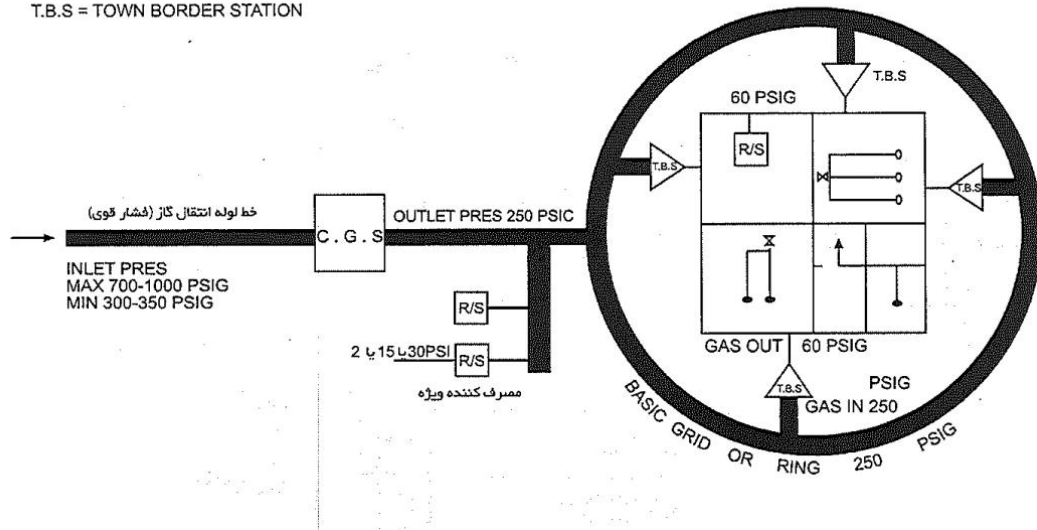 T.B.S = TOWN BORDER STATION
T.B.S
60 PSIG
R/S
T.B.S
T.B.S
خط لوله انتقال گاز (فشار قوی)
C . G . S
OUTLET PRES 250 PSIC
INLET PRES
MAX 700-1000 PSIG
MIN 300-350 PSIG
R/S
2 یا 15 یا 30PSI
R/S
مصرف کننده ویژه
GAS OUT
60 PSIG
T.B.S
PSIG
GAS IN 250
BASIC GRID OR RING 250 PSIG